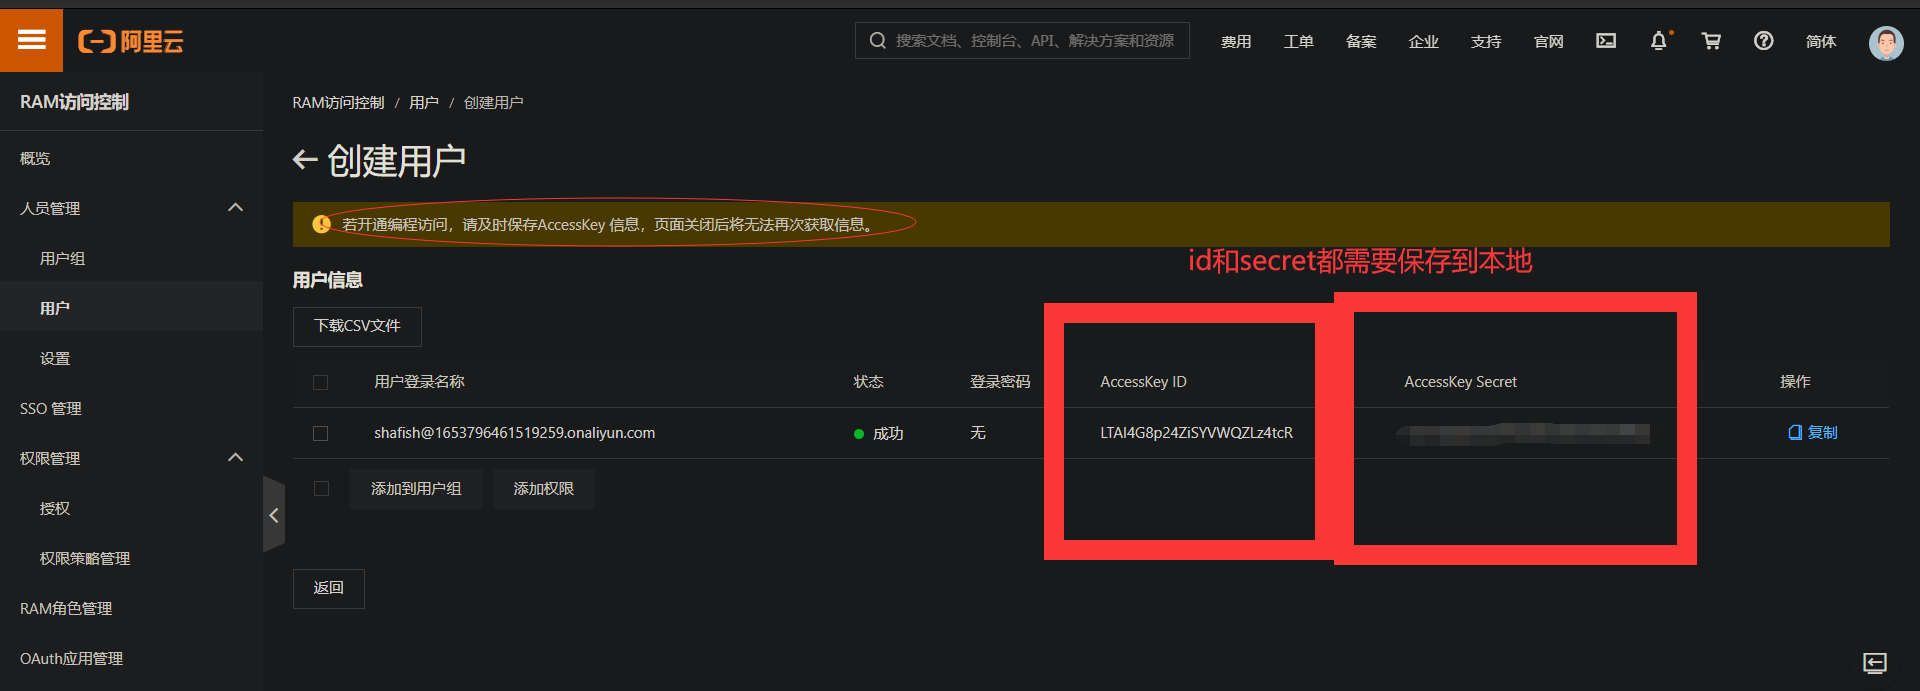 阿里云
搜索文档、控制台、API、解决方案和资源
费用 工单 备案 企业 支持 官网 简体
RAM访问控制
概览
人员管理
用户组
用户
设置
SSO 管理
权限管理
授权
权限策略管理
RAM角色管理
OAuth应用管理
RAM访问控制 / 用户 / 创建用户
创建用户
若开通编程访问，请及时保存AccessKey 信息，页面关闭后将无法再次获取信息。
id和secret都需要保存到本地
用户信息
下载CSV文件
用户登录名称 状态 登录密码 AccessKey ID AccessKey Secret 操作
shafish@1653796461519259.onaliyun.com 成功 无 LTAI4G8p24ZiSYVWQZLz4tcR 复制
添加到用户组 添加权限
返回